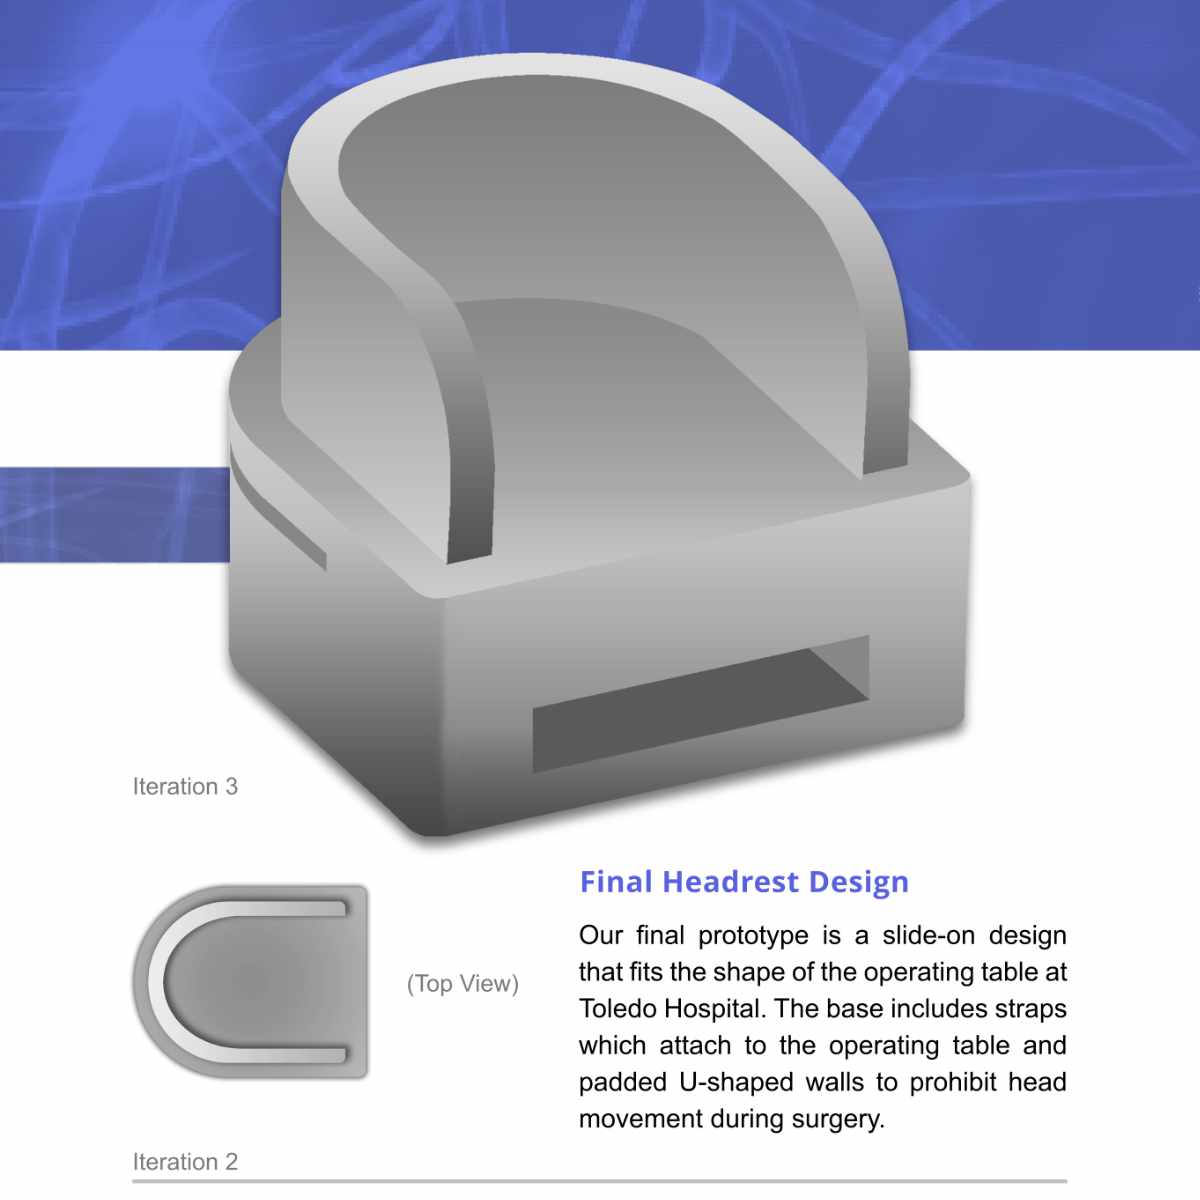 Iteration 3
Final Headrest Design
Our final prototype is a slide-on design
that fits the shape of the operating table at
Toledo Hospital. The base includes straps
which attach to the operating table and
padded U-shaped walls to prohibit head
movement during surgery.
(Top View)
Iteration 2